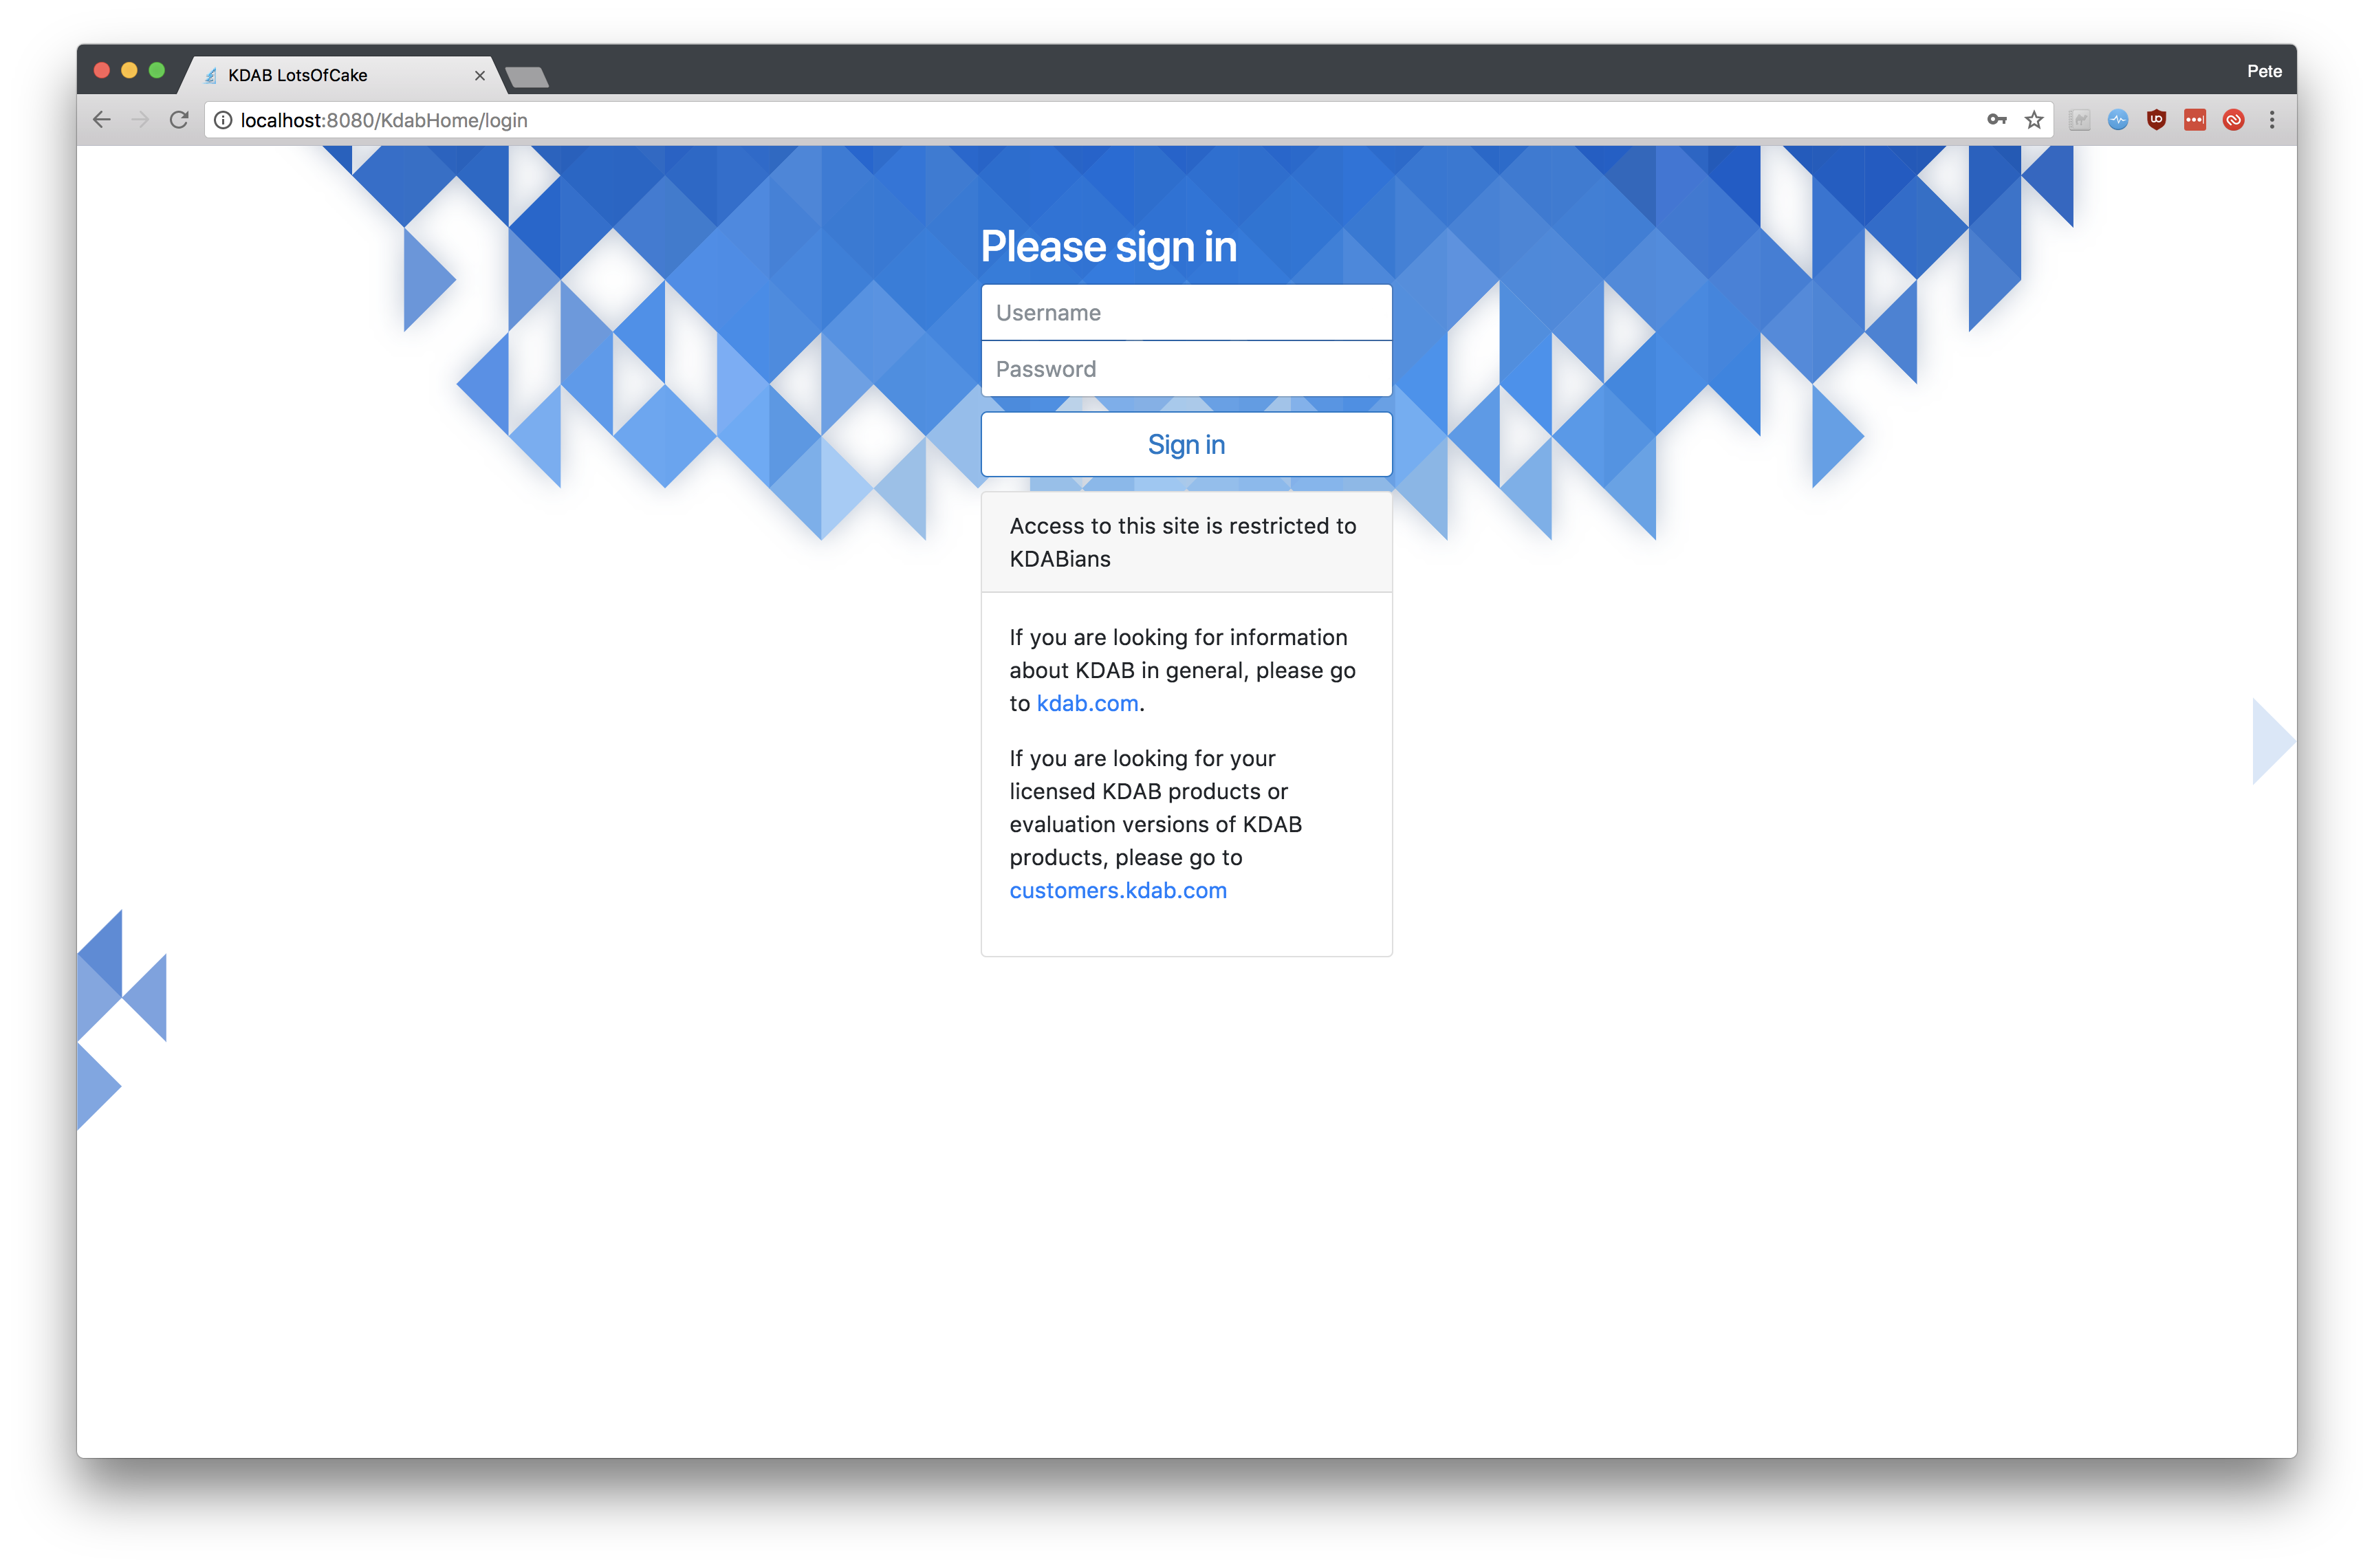 KDAB LotsOfCake
Pete
localhost:8080/KdabHome/login
Please sign in
Username
Password
Sign in
Access to this site is restricted to
KDABians
If you are looking for information
about KDAB in general, please go
to kdab.com.
If you are looking for your
licensed KDAB products or
evaluation versions of KDAB
products, please go to
customers.kdab.com